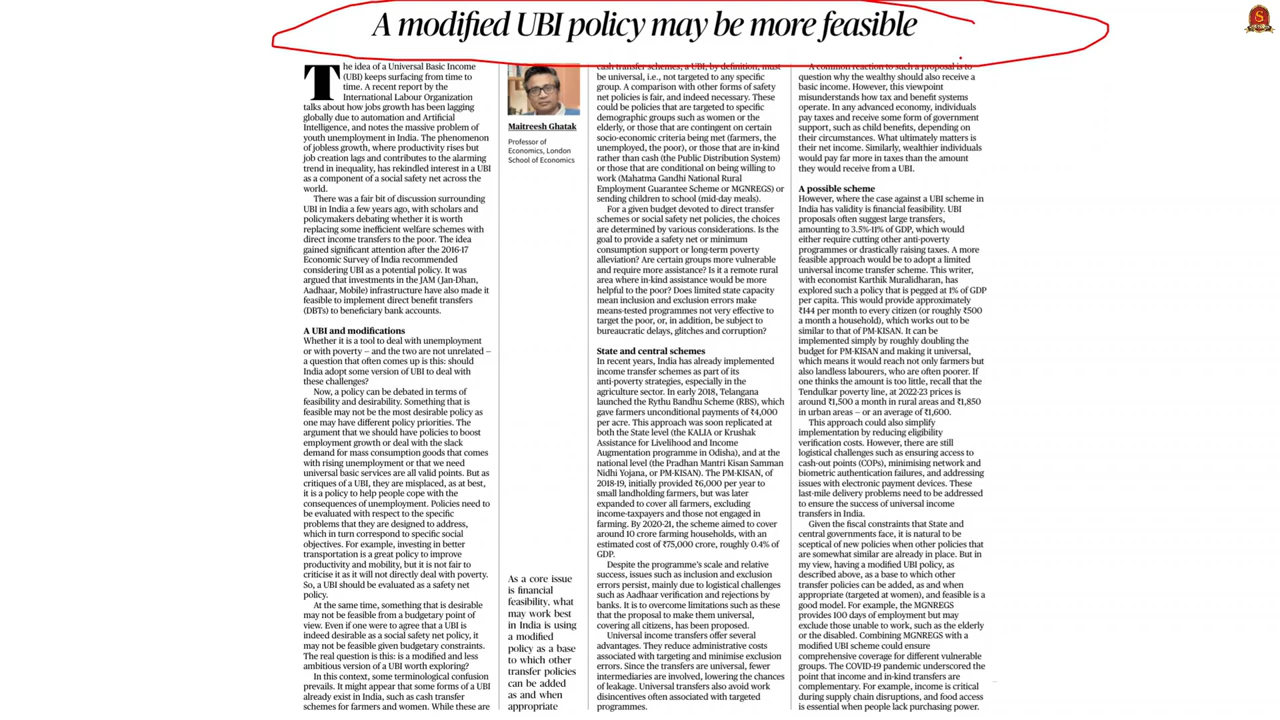 A modified UBI policy may be more feasible
The idea of a Universal Basic Income
(UBI) keeps surfacing from time to
time. A recent report by the
International Labour Organization
talks about how jobs growth has been lagging
globally due to automation and Artificial
Intelligence, and notes the massive problem of
youth unemployment in India. The phenomenon
of jobless growth, where productivity rises but
job creation lags and contributes to the alarming
trend in inequality, has rekindled interest in a UBI
as a component of a social safety net across the
world.
There was a fair bit of discussion surrounding
UBI in India a few years ago, with scholars and
policymakers debating whether it is worth
replacing some inefficient welfare schemes with
direct income transfers to the poor. The idea
gained significant attention after the 2016-17
Economic Survey of India recommended
considering UBI as a potential policy. It was
argued that investments in the JAM (Jan-Dhan,
Aadhaar, Mobile) infrastructure have also made it
feasible to implement direct benefit transfers
(DBTs) to beneficiary bank accounts.
A UBI and modifications
Whether it is a tool to deal with unemployment
or with poverty – and the two are not unrelated –
a question that often comes up is this: should
India adopt some version of UBI to deal with
these challenges?
Now, a policy can be debated in terms of
feasibility and desirability. Something that is
feasible may not be the most desirable policy as
one may have different policy priorities. The
argument that we should have policies to boost
employment growth or deal with the slack
demand for mass consumption goods that comes
with rising unemployment or that we need
universal basic services are all valid points. But as
critiques of a UBI, they are misplaced, as at best,
it is a policy to help people cope with the
consequences of unemployment. Policies need to
be evaluated with respect to the specific
problems that they are designed to address,
which in turn correspond to specific social
objectives. For example, investing in better
transportation is a great policy to improve
productivity and mobility, but it is not fair to
criticise it as it will not directly deal with poverty.
So, a UBI should be evaluated as a safety net
policy.
At the same time, something that is desirable
may not be feasible from a budgetary point of
view. Even if one were to agree that a UBI is
indeed desirable as a social safety net policy, it
may not be feasible given budgetary constraints.
The real question is this: is a modified and less
ambitious version of a UBI worth exploring?
In this context, some terminological confusion
prevails. It might appear that some forms of a UBI
already exist in India, such as cash transfer
schemes for farmers and women. While these are
Maitreesh Ghatak
Professor of
Economics, London
School of Economics
As a core issue
is financial
feasibility, what
may work best
in India is using
a modified
policy as a base
to which other
transfer policies
can be added
as and when
appropriate
cash transfer schemes, a UBI, by definition, must
be universal, i.e., not targeted to any specific
group. A comparison with other forms of safety
net policies is fair, and indeed necessary. These
could be policies that are targeted to specific
demographic groups such as women or the
elderly, or those that are contingent on certain
socio-economic criteria being met (farmers, the
unemployed, the poor), or those that are in-kind
rather than cash (the Public Distribution System)
or those that are conditional on being willing to
work (Mahatma Gandhi National Rural
Employment Guarantee Scheme or MGNREGS) or
sending children to school (mid-day meals).
For a given budget devoted to direct transfer
schemes or social safety net policies, the choices
are determined by various considerations. Is the
goal to provide a safety net or minimum
consumption support or long-term poverty
alleviation? Are certain groups more vulnerable
and require more assistance? Is it a remote rural
area where in-kind assistance would be more
helpful to the poor? Does limited state capacity
mean inclusion and exclusion errors make
means-tested programmes not very effective to
target the poor, or, in addition, be subject to
bureaucratic delays, glitches and corruption?
State and central schemes
In recent years, India has already implemented
income transfer schemes as part of its
anti-poverty strategies, especially in the
agriculture sector. In early 2018, Telangana
launched the Rythu Bandhu Scheme (RBS), which
gave farmers unconditional payments of ₹4,000
per acre. This approach was soon replicated at
both the State level (the KALIA or Krushak
Assistance for Livelihood and Income
Augmentation programme in Odisha), and at the
national level (the Pradhan Mantri Kisan Samman
Nidhi Yojana, or PM-KISAN). The PM-KISAN, of
2018-19, initially provided ₹6,000 per year to
small landholding farmers, but was later
expanded to cover all farmers, excluding
income-taxpayers and those not engaged in
farming. By 2020-21, the scheme aimed to cover
around 10 crore farming households, with an
estimated cost of ₹75,000 crore, roughly 0.4% of
GDP.
Despite the programme's scale and relative
success, issues such as inclusion and exclusion
errors persist, mainly due to logistical challenges
such as Aadhaar verification and rejections by
banks. It is to overcome limitations such as these
that the proposal to make them universal,
covering all citizens, has been proposed.
Universal income transfers offer several
advantages. They reduce administrative costs
associated with targeting and minimise exclusion
errors. Since the transfers are universal, fewer
intermediaries are involved, lowering the chances
of leakage. Universal transfers also avoid work
disincentives often associated with targeted
programmes.
A common reaction to such a proposal is to
question why the wealthy should also receive a
basic income. However, this viewpoint
misunderstands how tax and benefit systems
operate. In any advanced economy, individuals
pay taxes and receive some form of government
support, such as child benefits, depending on
their circumstances. What ultimately matters is
their net income. Similarly, wealthier individuals
would pay far more in taxes than the amount
they would receive from a UBI.
A possible scheme
However, where the case against a UBI scheme in
India has validity is financial feasibility. UBI
proposals often suggest large transfers,
amounting to 3.5%-11% of GDP, which would
either require cutting other anti-poverty
programmes or drastically raising taxes. A more
feasible approach would be to adopt a limited
universal income transfer scheme. This writer,
with economist Karthik Muralidharan, has
explored such a policy that is pegged at 1% of GDP
per capita. This would provide approximately
₹144 per month to every citizen (or roughly ₹500
a month a household), which works out to be
similar to that of PM-KISAN. It can be
implemented simply by roughly doubling the
budget for PM-KISAN and making it universal,
which means it would reach not only farmers but
also landless labourers, who are often poorer. If
one thinks the amount is too little, recall that the
Tendulkar poverty line, at 2022-23 prices is
around ₹1,500 a month in rural areas and ₹1,850
in urban areas – or an average of ₹1,600.
This approach could also simplify
implementation by reducing eligibility
verification costs. However, there are still
logistical challenges such as ensuring access to
cash-out points (COPs), minimising network and
biometric authentication failures, and addressing
issues with electronic payment devices. These
last-mile delivery problems need to be addressed
to ensure the success of universal income
transfers in India.
Given the fiscal constraints that State and
central governments face, it is natural to be
sceptical of new policies when other policies that
are somewhat similar are already in place. But in
my view, having a modified UBI policy, as
described above, as a base to which other
transfer policies can be added, as and when
appropriate (targeted at women), and feasible is a
good model. For example, the MGNREGS
provides 100 days of employment but may
exclude those unable to work, such as the elderly
or the disabled. Combining MGNREGS with a
modified UBI scheme could ensure
comprehensive coverage for different vulnerable
groups. The COVID-19 pandemic underscored the
point that income and in-kind transfers are
complementary. For example, income is critical
during supply chain disruptions, and food access
is essential when people lack purchasing power.